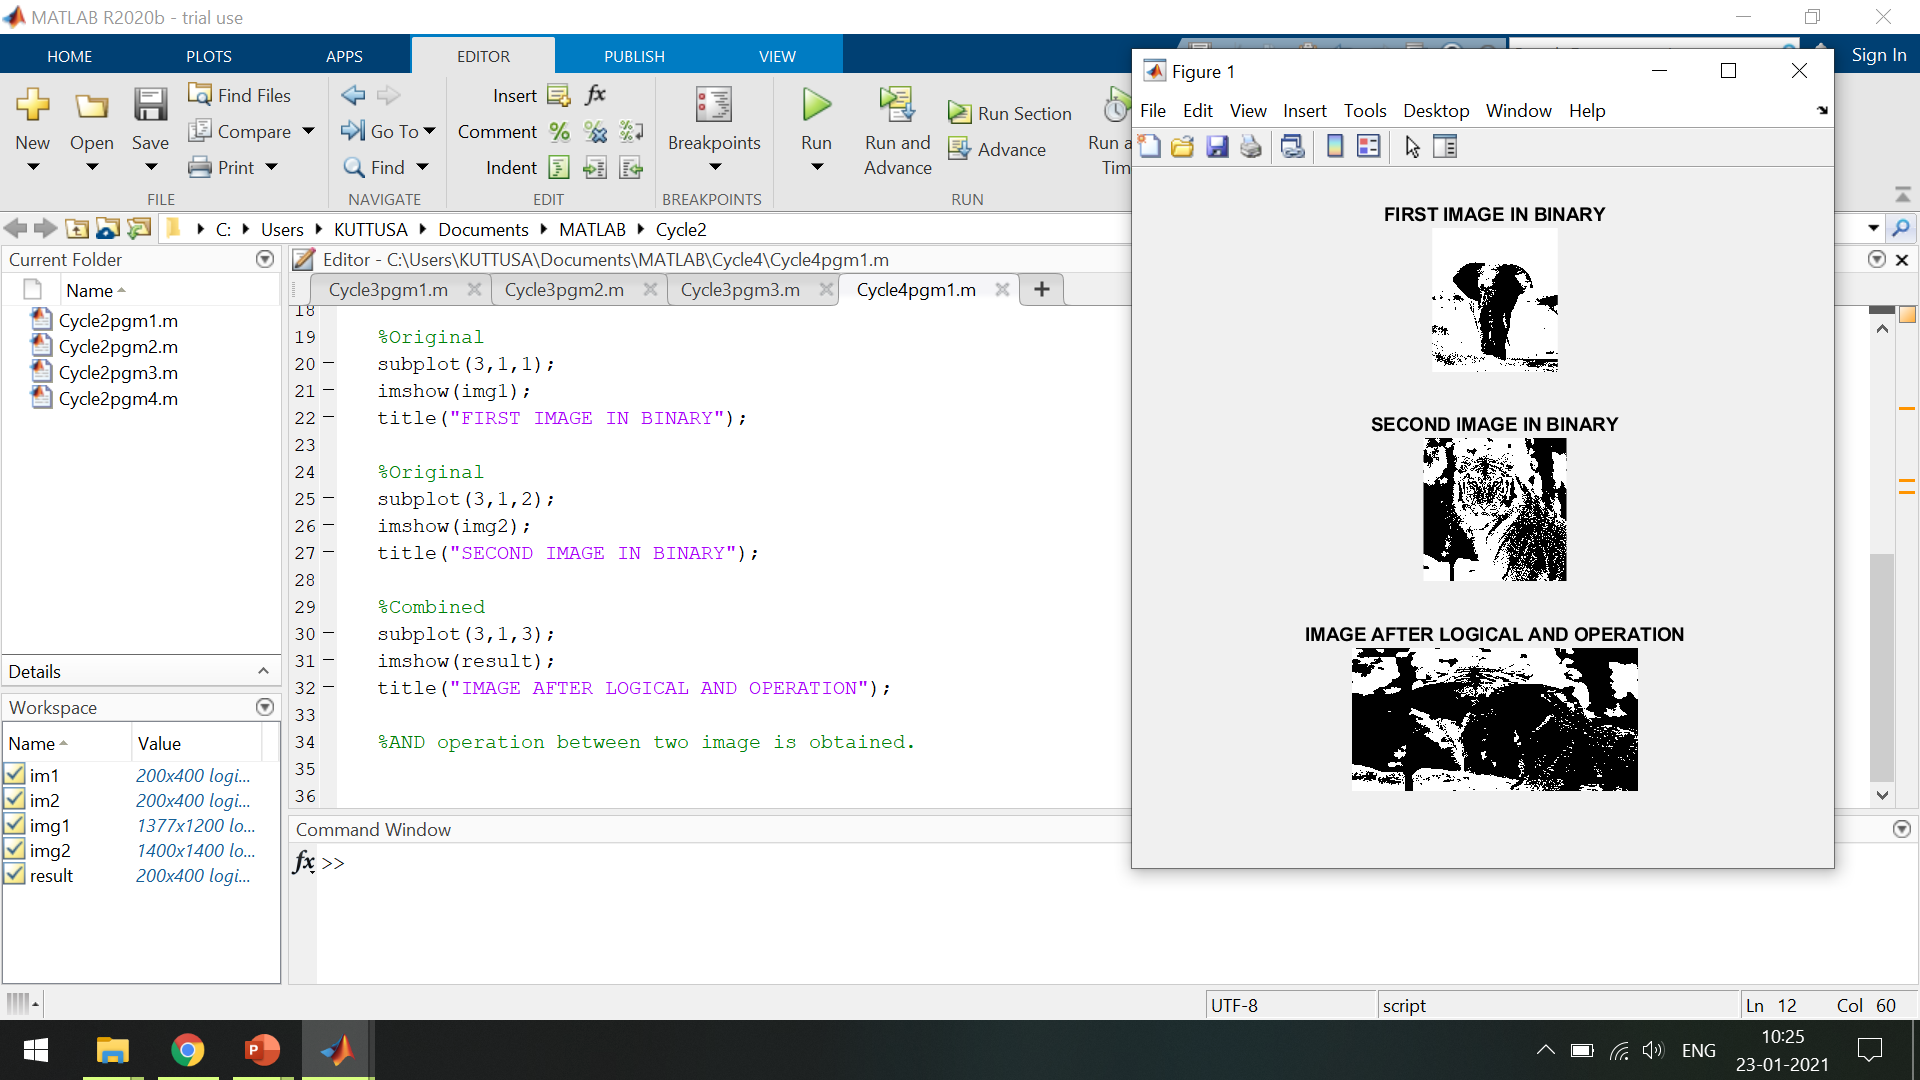 MATLAB R2020b - trial use
HOME PLOTS APPS EDITOR PUBLISH VIEW
Sign In
New
Open
Save
Find Files
Compare
Print
FILE
Go To
Find
NAVIGATE
Insert
fx
Comment
Indent
EDIT
Breakpoints
BREAKPOINTS
Run
Run and
Advance
Run Section
Advance
Run a
Tim
RUN
C: Users KUTTUSA Documents MATLAB Cycle2
Current Folder
Name
Cycle2pgm1.m
Cycle2pgm2.m
Cycle2pgm3.m
Cycle2pgm4.m
Details
Workspace
Name Value
im1 200x400 logi...
im2 200x400 logi...
img1 1377x1200 lo...
img2 1400x1400 lo...
result 200x400 logi...
Editor - C:\Users\KUTTUSA\Documents\MATLAB\Cycle4\Cycle4pgm1.m
Cycle3pgm1.m Cycle3pgm2.m Cycle3pgm3.m Cycle4pgm1.m
18
19 %Original
20 subplot(3,1,1);
21 imshow(img1);
22 title("FIRST IMAGE IN BINARY");
23
24 %Original
25 subplot(3,1,2);
26 imshow(img2);
27 title("SECOND IMAGE IN BINARY");
28
29 %Combined
30 subplot(3,1,3);
31 imshow(result);
32 title("IMAGE AFTER LOGICAL AND OPERATION");
33
34 %AND operation between two image is obtained.
35
36
Command Window
fx >>
Figure 1
File Edit View Insert Tools Desktop Window Help
FIRST IMAGE IN BINARY
SECOND IMAGE IN BINARY
IMAGE AFTER LOGICAL AND OPERATION
UTF-8 script Ln 12 Col 60
ENG
10:25
23-01-2021